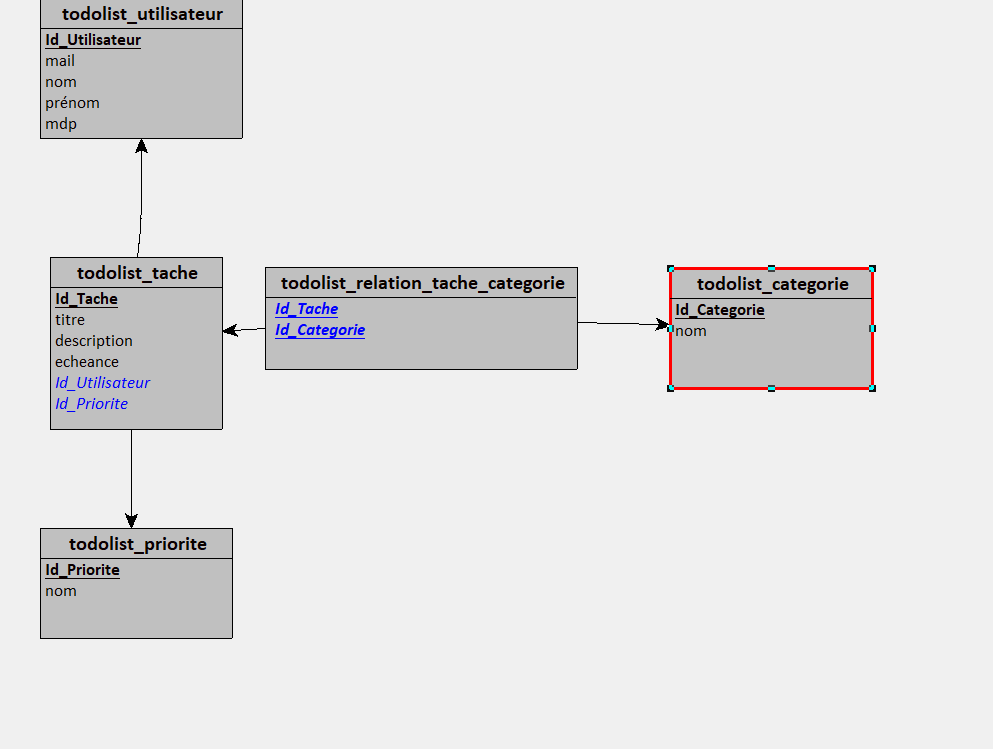 todolist_utilisateur
Id_Utilisateur
mail
nom
prénom
mdp
todolist_tache
Id_Tache
titre
description
echeance
Id_Utilisateur
Id_Priorite
todolist_relation_tache_categorie
Id_Tache
Id_Categorie
todolist_categorie
Id_Categorie
nom
todolist_priorite
Id_Priorite
nom